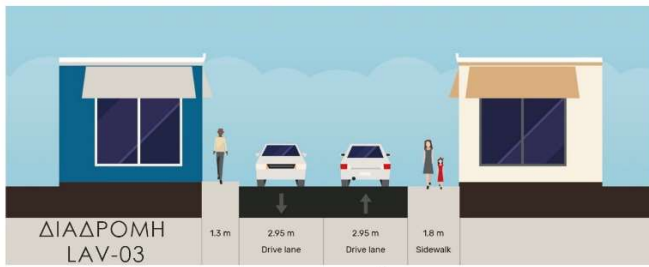 ΔΙΑΔΡΟΜΗ
LAV-03
1.3 m
2.95 m
Drive lane
2.95 m
Drive lane
1.8 m
Sidewalk